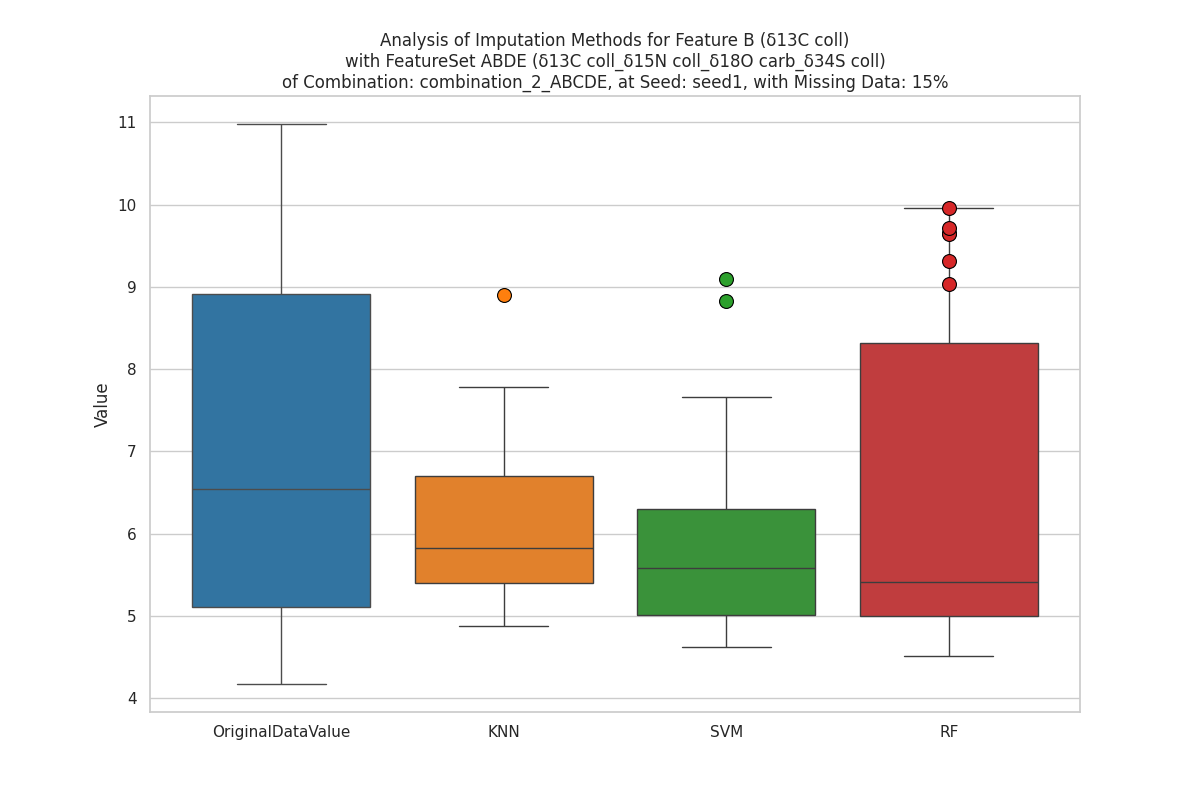 Analysis of Imputation Methods for Feature B (δ13C coll)
with FeatureSet ABDE (δ13C coll_δ15N coll_δ18O carb_δ34S coll)
of Combination: combination_2_ABCDE, at Seed: seed1, with Missing Data: 15%
11
10
9
8
7
6
5
4
Value
OriginalDataValue
KNN
SVM
RF